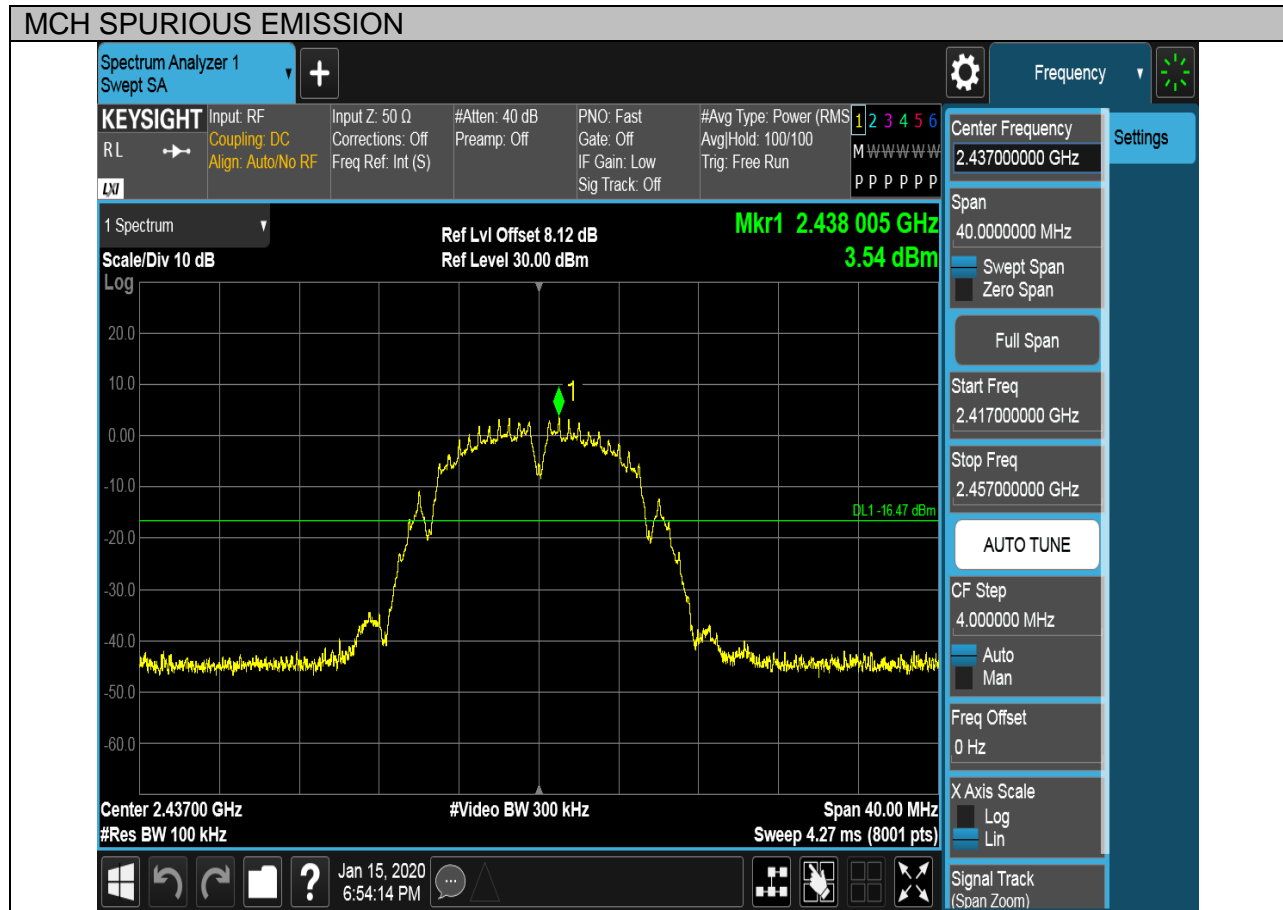 MCH SPURIOUS EMISSION
Spectrum Analyzer 1
Swept SA
+
Frequency
KEYSIGHT
RL
LXI
Input: RF
Coupling: DC
Align: Auto/No RF
Input Z: 50 Ω
Corrections: Off
Freq Ref: Int (S)
#Atten: 40 dB
Preamp: Off
PNO: Fast
Gate: Off
IF Gain: Low
Sig Track: Off
#Avg Type: Power (RMS
Avg|Hold: 100/100
Trig: Free Run
1 2 3 4 5 6
M W W W W W
P P P P P P
1 Spectrum
Scale/Div 10 dB
Log
Ref Lvl Offset 8.12 dB
Ref Level 30.00 dBm
Mkr1 2.438 005 GHz
3.54 dBm
20.0
10.0
0.00
-10.0
-20.0
-30.0
-40.0
-50.0
-60.0
1
DL1 -16.47 dBm
Center 2.43700 GHz
#Res BW 100 kHz
#Video BW 300 kHz
Span 40.00 MHz
Sweep 4.27 ms (8001 pts)
Center Frequency
2.437000000 GHz
Settings
Span
40.0000000 MHz
Swept Span
Zero Span
Full Span
Start Freq
2.417000000 GHz
Stop Freq
2.457000000 GHz
AUTO TUNE
CF Step
4.000000 MHz
Auto
Man
Freq Offset
0 Hz
X Axis Scale
Log
Lin
Signal Track
(Span Zoom)
?
Jan 15, 2020
6:54:14 PM